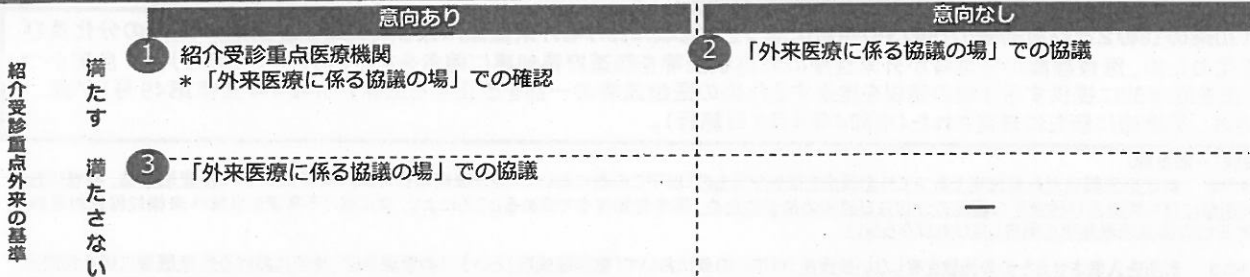 意向あり
意向なし
紹介受診重点外来の基準
満たす
1 紹介受診重点医療機関
*「外来医療に係る協議の場」での確認
2 「外来医療に係る協議の場」での協議
満たさない
3 「外来医療に係る協議の場」での協議
—